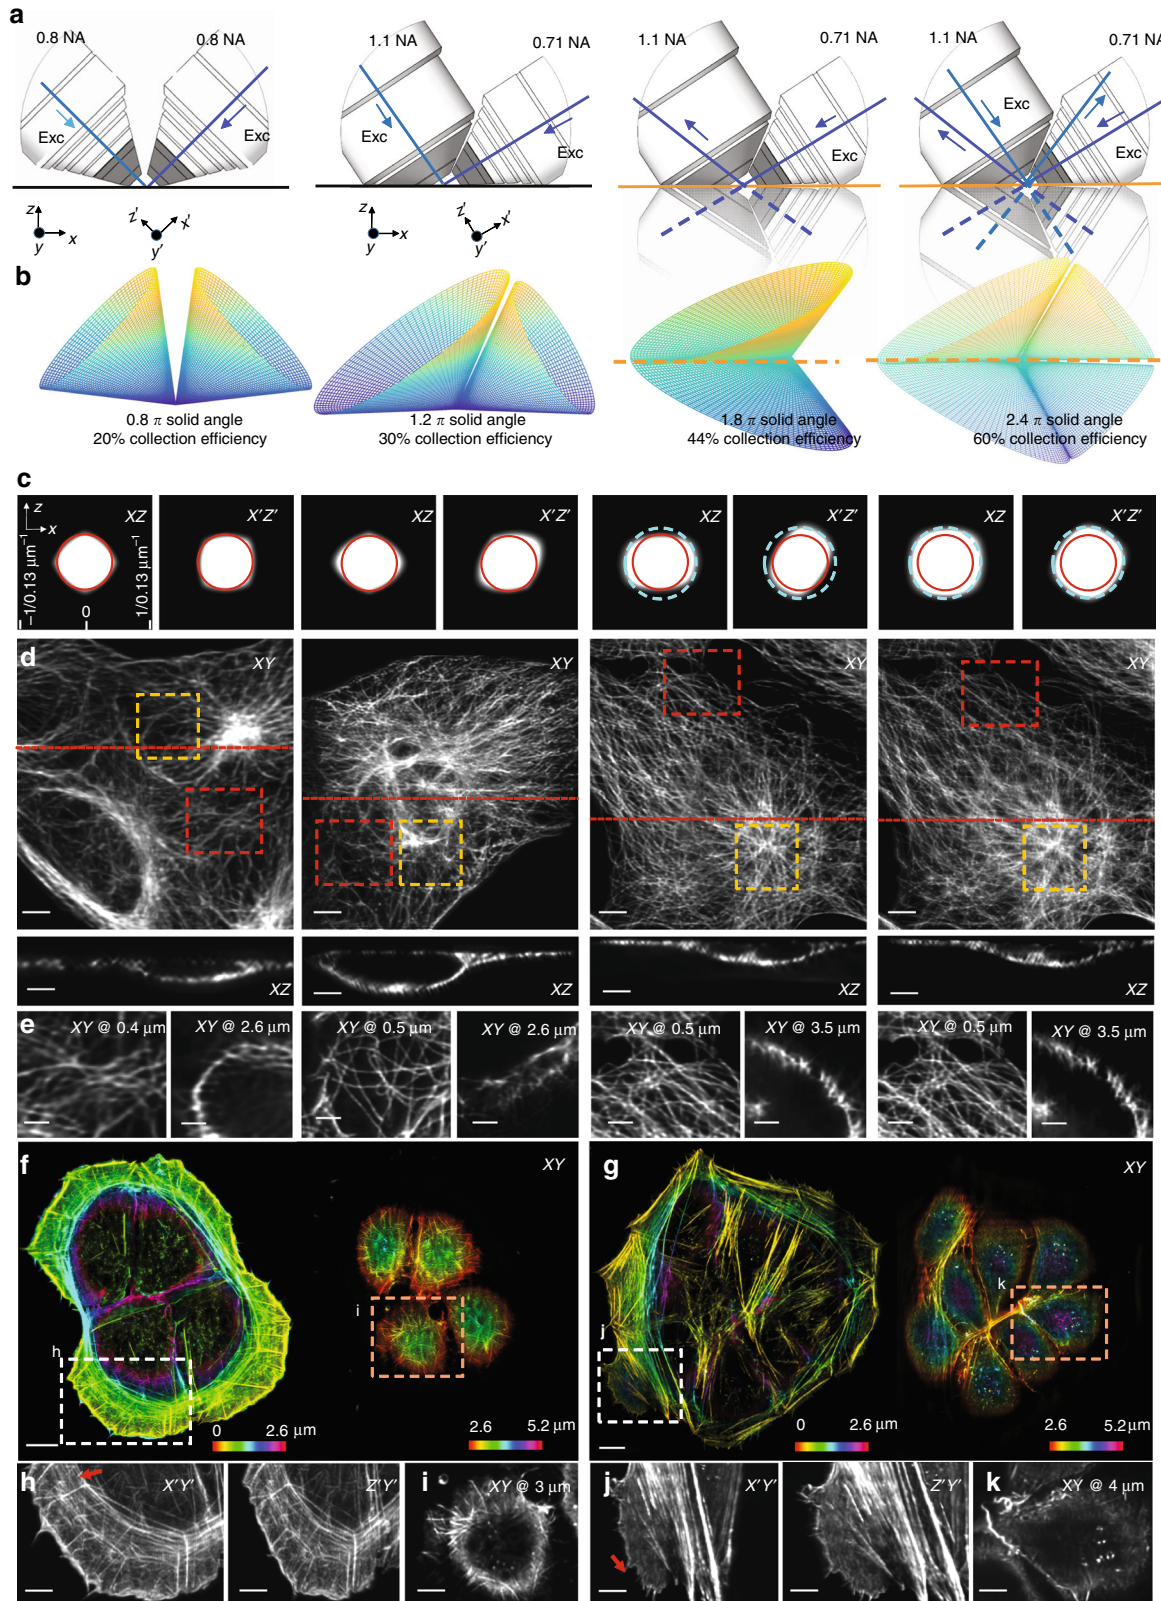 a
0.8 NA
0.8 NA
1.1 NA
0.71 NA
1.1 NA
0.71 NA
1.1 NA
0.71 NA
Exc
Exc
Exc
Exc
Exc
Exc
z
x
y
z'
x'
y'
z
x
y
z'
x'
y'
b
0.8 π solid angle
20% collection efficiency
1.2 π solid angle
30% collection efficiency
1.8 π solid angle
44% collection efficiency
2.4 π solid angle
60% collection efficiency
c
z
x
−1/0.13 μm⁻¹
0
1/0.13 μm⁻¹
XZ
X'Z'
XZ
X'Z'
XZ
X'Z'
XZ
X'Z'
d
XY
XY
XY
XY
XZ
XZ
XZ
XZ
e
XY @ 0.4 μm
XY @ 2.6 μm
XY @ 0.5 μm
XY @ 2.6 μm
XY @ 0.5 μm
XY @ 3.5 μm
XY @ 0.5 μm
XY @ 3.5 μm
f
XY
h
i
0
2.6 μm
2.6
5.2 μm
g
XY
j
k
0
2.6 μm
2.6
5.2 μm
h
X'Y'
Z'Y'
i
XY @ 3 μm
j
X'Y'
Z'Y'
k
XY @ 4 μm